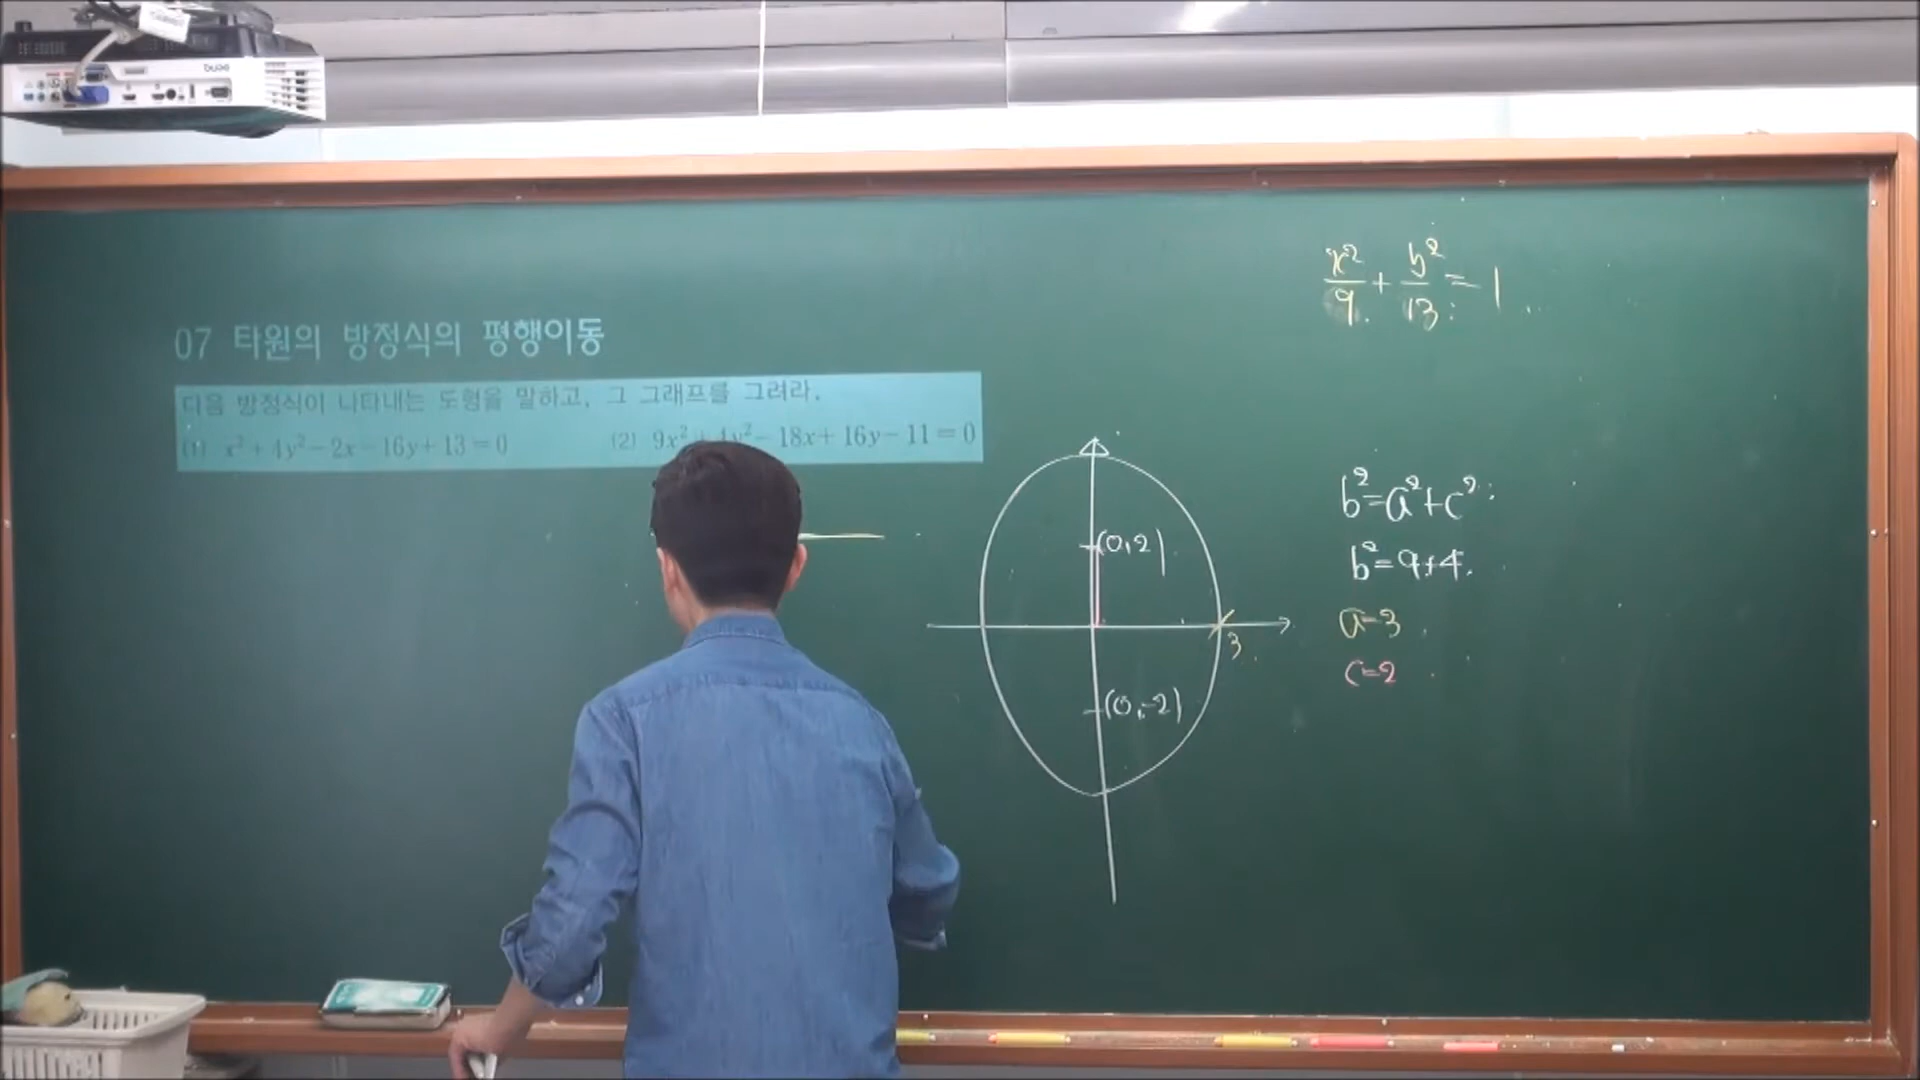 BenQ
07 타원의 방정식의 평행이동
다음 방정식이 나타내는 도형을 말하고, 그 그래프를 그려라.
(1) x²+4y²-2x-16y+13=0 (2) 9x²+4y²-18x+16y-11=0
x²/9 + b²/13 = 1
(0,2)
3
(0,-2)
b²=a²+c²
b²=9+4
a=3
c=2